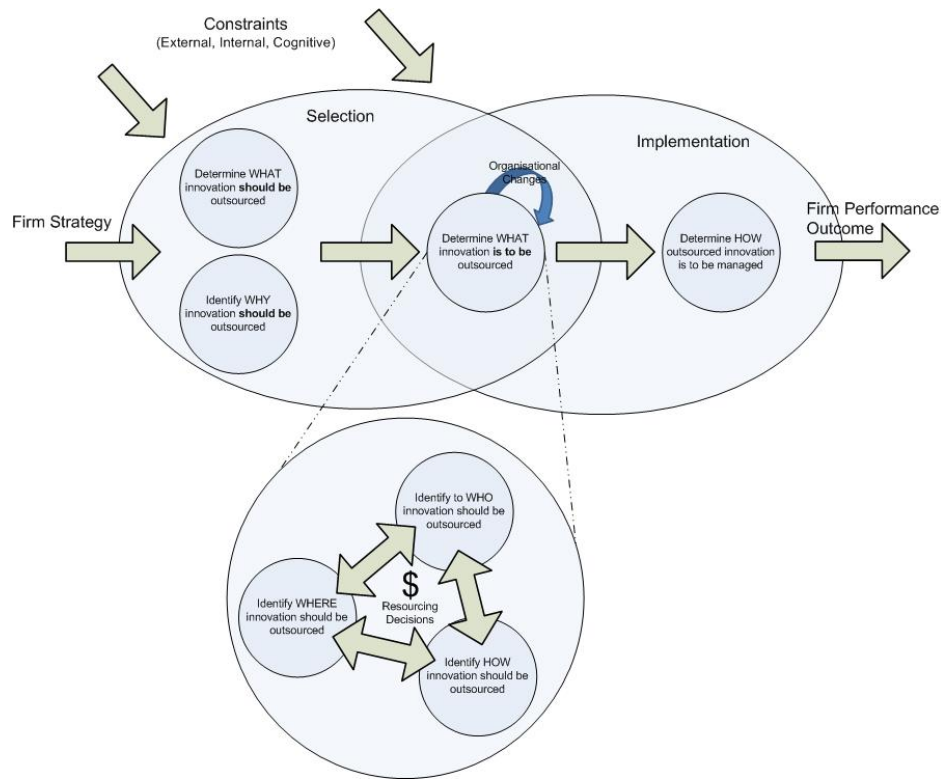 Constraints
(External, Internal, Cognitive)
Selection
Implementation
Organisational
Changes
Determine WHAT
innovation should be
outsourced
Firm Strategy
Identify WHY
innovation should be
outsourced
Determine WHAT
innovation is to be
outsourced
Determine HOW
outsourced innovation
is to be managed
Firm Performance
Outcome
Identify to WHO
innovation should be
outsourced
$
Resourcing
Decisions
Identify WHERE
innovation should be
outsourced
Identify HOW
innovation should be
outsourced